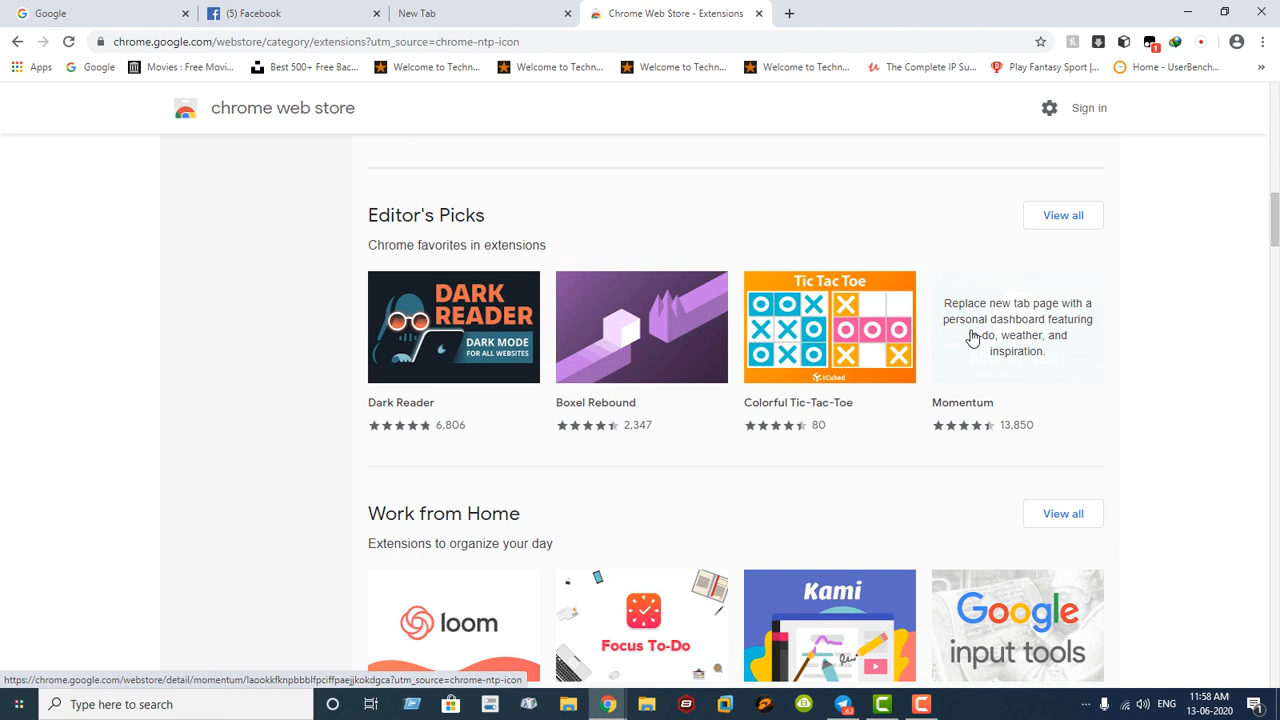 Google
(5) Facebook
New Tab
Chrome Web Store - Extensions
chrome.google.com/webstore/category/extensions?utm_source=chrome-ntp-icon
Apps
Google
Movies : Free Movi...
Best 500+ Free Bac...
Welcome to Techn...
Welcome to Techn...
Welcome to Techn...
Welcome to Techn...
The Complete IP Su...
Play Fantasy Sport |...
Home - UserBench...
chrome web store
Sign in
Editor's Picks
View all
Chrome favorites in extensions
DARK
READER
DARK MODE
FOR ALL WEBSITES
Tic Tac Toe
tCubed
Replace new tab page with a
personal dashboard featuring
do, weather, and
inspiration.
Dark Reader
Boxel Rebound
Colorful Tic-Tac-Toe
Momentum
6,806
2,347
80
13,850
Work from Home
View all
Extensions to organize your day
loom
Focus To-Do
Kami
Google
input tools
https://chrome.google.com/webstore/detail/momentum/laookkfknpbbblfpciffpaejjkokdgca?utm_source=chrome-ntp-icon
Type here to search
62
ENG
11:58 AM
13-06-2020